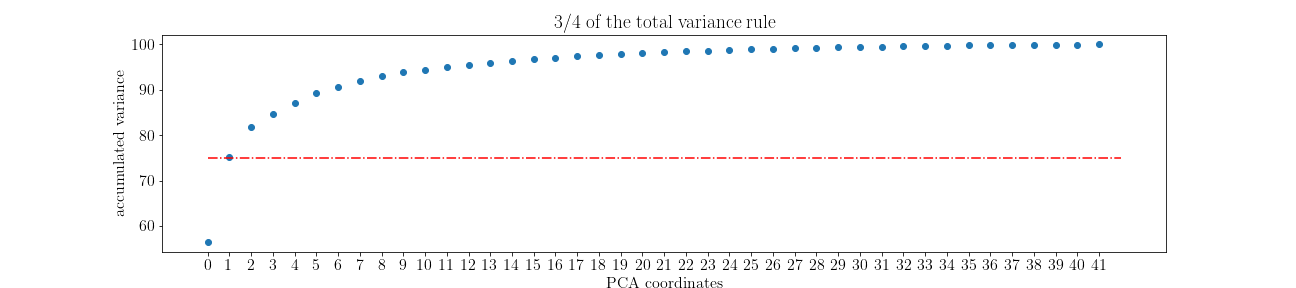 3/4 of the total variance rule
100
90
80
70
60
accumulated variance
0 1 2 3 4 5 6 7 8 9 10 11 12 13 14 15 16 17 18 19 20 21 22 23 24 25 26 27 28 29 30 31 32 33 34 35 36 37 38 39 40 41
PCA coordinates